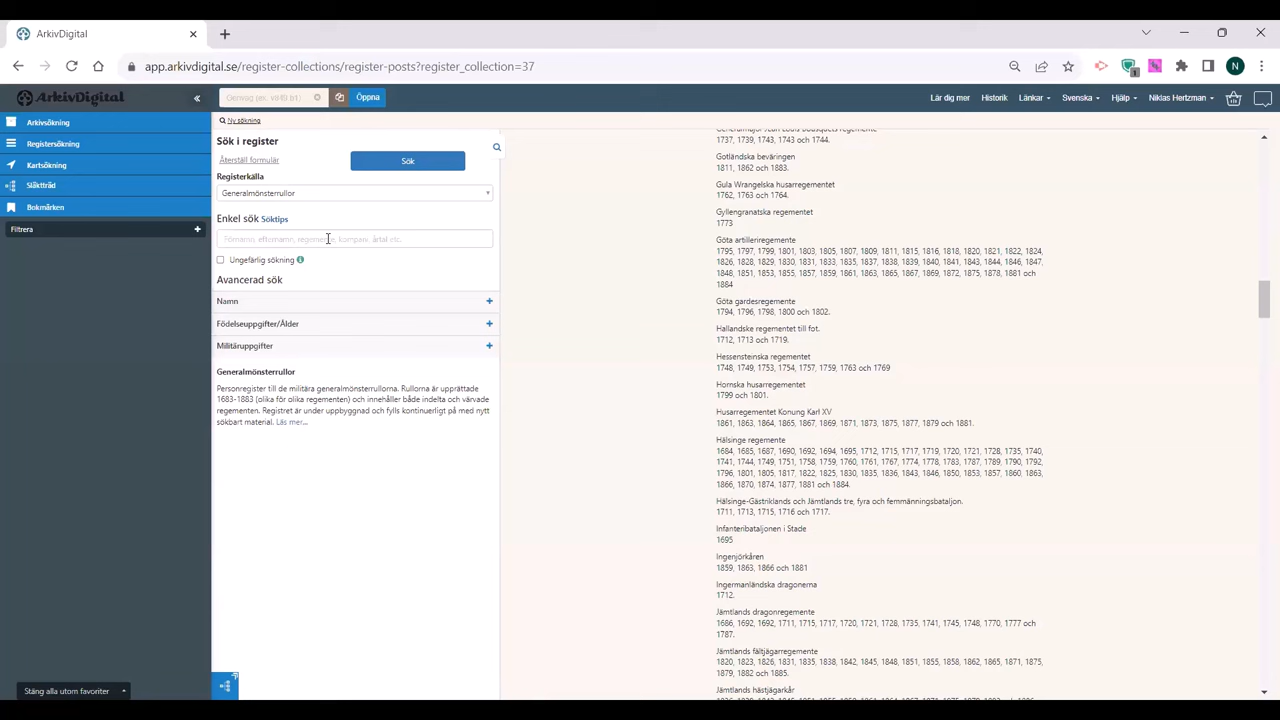 ArkivDigital
app.arkivdigital.se/register-collections/register-posts?register_collection=37
N
ArkivDigital
Öppna
Lär dig mer
Historik
Länkar
Svenska
Hjälp
Niklas Hertzman
Arkivsökning
Registersökning
Kartsökning
Släktträd
Bokmärken
Filtrera
Stäng alla utom favoriter
Ny sökning
Sök i register
Återställ formulär
Sök
Registerkälla
Generalmönsterrullor
Enkel sök Söktips
Förnamn, efternamn, regemente, kompani, årtal etc.
Ungefärlig sökning
Avancerad sök
Namn
Födelseuppgifter/Ålder
Militäruppgifter
Generalmönsterrullor
Personregister till de militära generalmönsterrullorna. Rullorna är upprättade
1683-1883 (olika för olika regementen) och innehåller både indelta och värvade
regementen. Registret är under uppbyggnad och fylls kontinuerligt på med nytt
sökbart material. Läs mer...
Generalmajor Jean Louis Bousquets regemente
1737, 1739, 1743, 1743 och 1744.
Gotländska beväringen
1811, 1862 och 1883.
Gula Wrangelska husarregementet
1762, 1763 och 1764.
Gyllengranatska regementet
1773
Göta artilleriregemente
1795, 1797, 1799, 1801, 1803, 1805, 1807, 1809, 1811, 1815, 1816, 1818, 1820, 1821, 1822, 1824,
1826, 1828, 1829, 1830, 1831, 1833, 1835, 1837, 1838, 1839, 1840, 1841, 1843, 1844, 1846, 1847,
1848, 1851, 1853, 1855, 1857, 1859, 1861, 1863, 1865, 1867, 1869, 1872, 1875, 1878, 1881 och
1884
Göta gardesregemente
1794, 1796, 1798, 1800 och 1802.
Hallandske regementet till fot.
1712, 1713 och 1719.
Hessensteinska regementet
1748, 1749, 1753, 1754, 1757, 1759, 1763 och 1769
Hornska husarregementet
1799 och 1801.
Husarregementet Konung Karl XV
1861, 1863, 1864, 1865, 1867, 1869, 1871, 1873, 1875, 1877, 1879 och 1881.
Hälsinge regemente
1684, 1685, 1687, 1690, 1692, 1694, 1695, 1712, 1715, 1717, 1719, 1720, 1721, 1728, 1735, 1740,
1741, 1744, 1749, 1751, 1758, 1759, 1760, 1761, 1767, 1774, 1778, 1783, 1787, 1789, 1790, 1792,
1796, 1801, 1805, 1817, 1822, 1825, 1830, 1832, 1835, 1836, 1843, 1848, 1853, 1857, 1860, 1863,
1866, 1870, 1874, 1877, 1881 och 1884.
Hälsinge-Gästriklands och Jämtlands tre, fyra och femmänningsbataljon.
1711, 1713, 1715, 1716 och 1717.
Infanteribataljonen i Stade
1695
Ingenjörkåren
1859, 1863, 1866 och 1881
Ingermanländska dragonerna
1712.
Jämtlands dragonregemente
1686, 1692, 1692, 1711, 1715, 1717, 1720, 1721, 1728, 1735, 1741, 1745, 1748, 1770, 1777 och
1787.
Jämtlands fältjägarregemente
1820, 1823, 1826, 1831, 1835, 1838, 1842, 1845, 1848, 1851, 1855, 1858, 1862, 1865, 1871, 1875,
1879, 1882 och 1885.
Jämtlands hästjägarkår